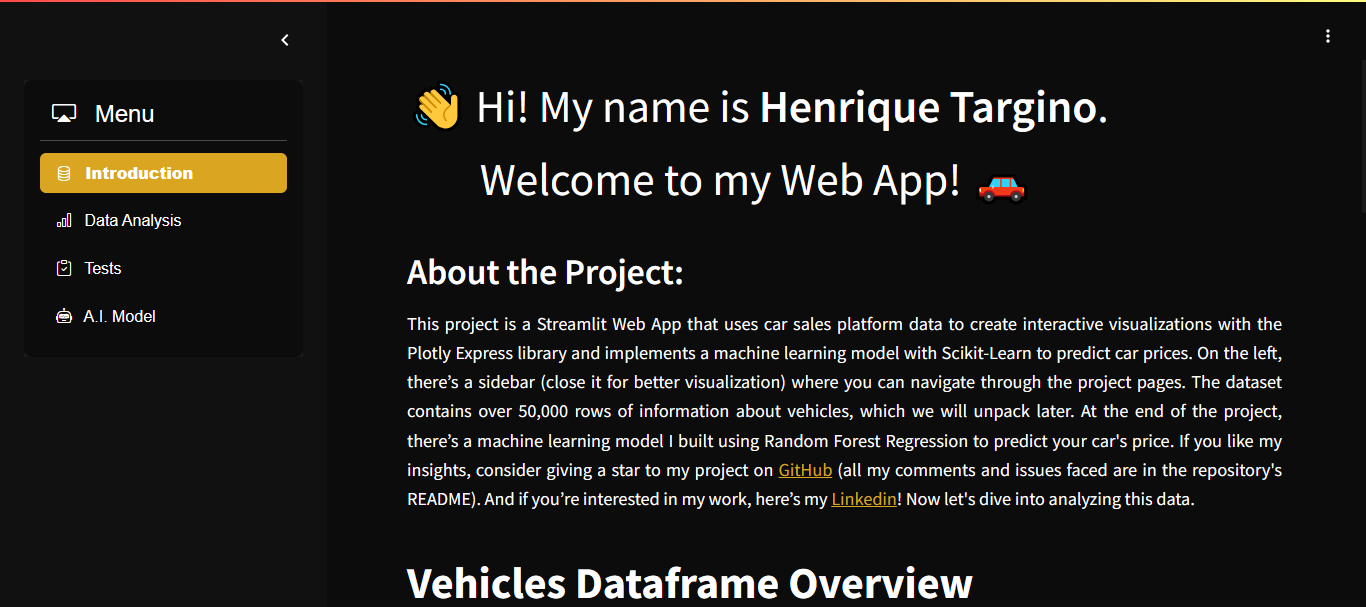 Menu
Introduction
Data Analysis
Tests
A.I. Model
👋 Hi! My name is Henrique Targino.
Welcome to my Web App! 🚗
About the Project:
This project is a Streamlit Web App that uses car sales platform data to create interactive visualizations with the
Plotly Express library and implements a machine learning model with Scikit-Learn to predict car prices. On the left,
there’s a sidebar (close it for better visualization) where you can navigate through the project pages. The dataset
contains over 50,000 rows of information about vehicles, which we will unpack later. At the end of the project,
there’s a machine learning model I built using Random Forest Regression to predict your car's price. If you like my
insights, consider giving a star to my project on GitHub (all my comments and issues faced are in the repository's
README). And if you’re interested in my work, here’s my Linkedin! Now let's dive into analyzing this data.
Vehicles Dataframe Overview